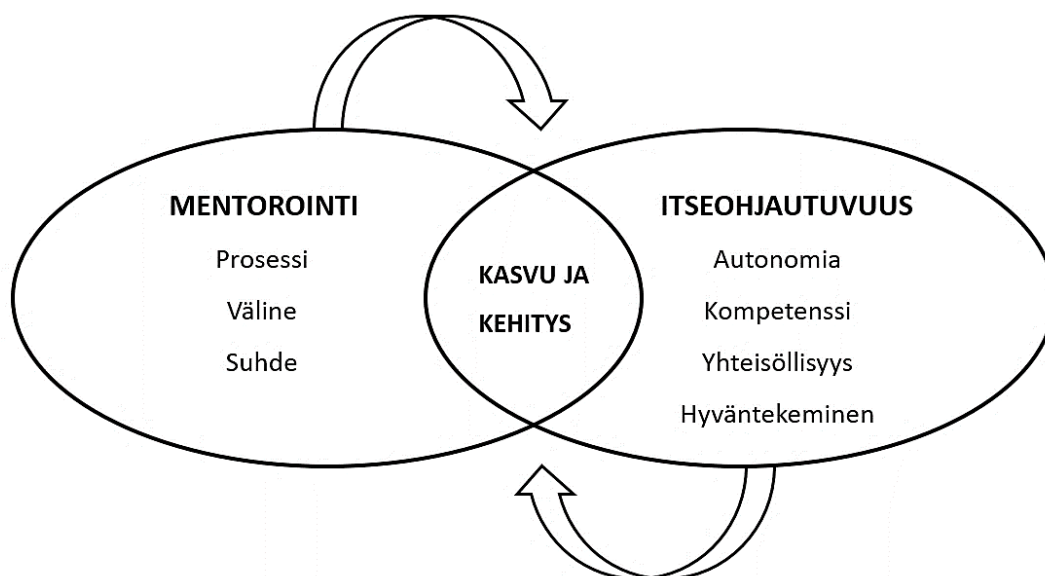 MENTOROINTI
Prosessi
Väline
Suhde
KASVU JA
KEHITYS
ITSEOHJAUTUVUUS
Autonomia
Kompetenssi
Yhteisöllisyys
Hyväntekeminen